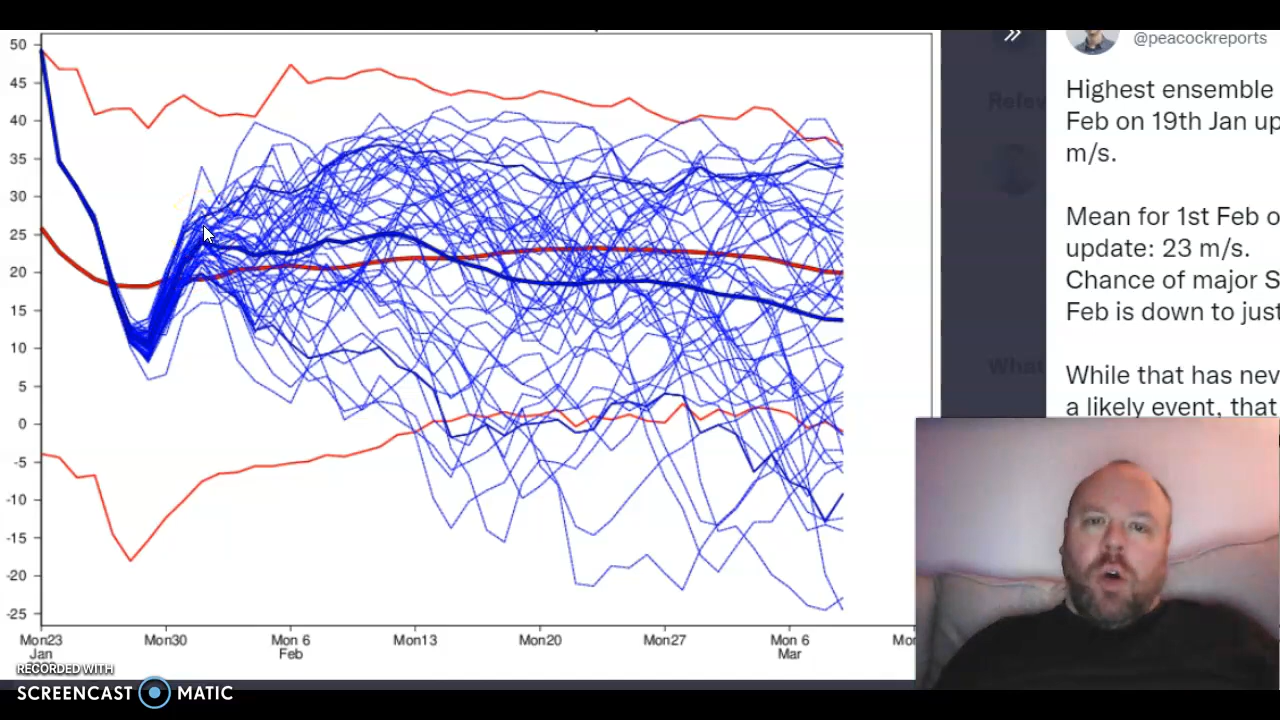 50
45
40
35
30
25
20
15
10
5
0
-5
-10
-15
-20
-25
Mon23 Mon30 Mon 6 Mon13 Mon20 Mon27 Mon 6
Jan Feb Mar
»
@peacockreports
Highest ensemble
Feb on 19th Jan up
m/s.
Mean for 1st Feb o
update: 23 m/s.
Chance of major S
Feb is down to just
While that has nev
a likely event, that
What
RECORDED WITH
SCREENCAST MATIC